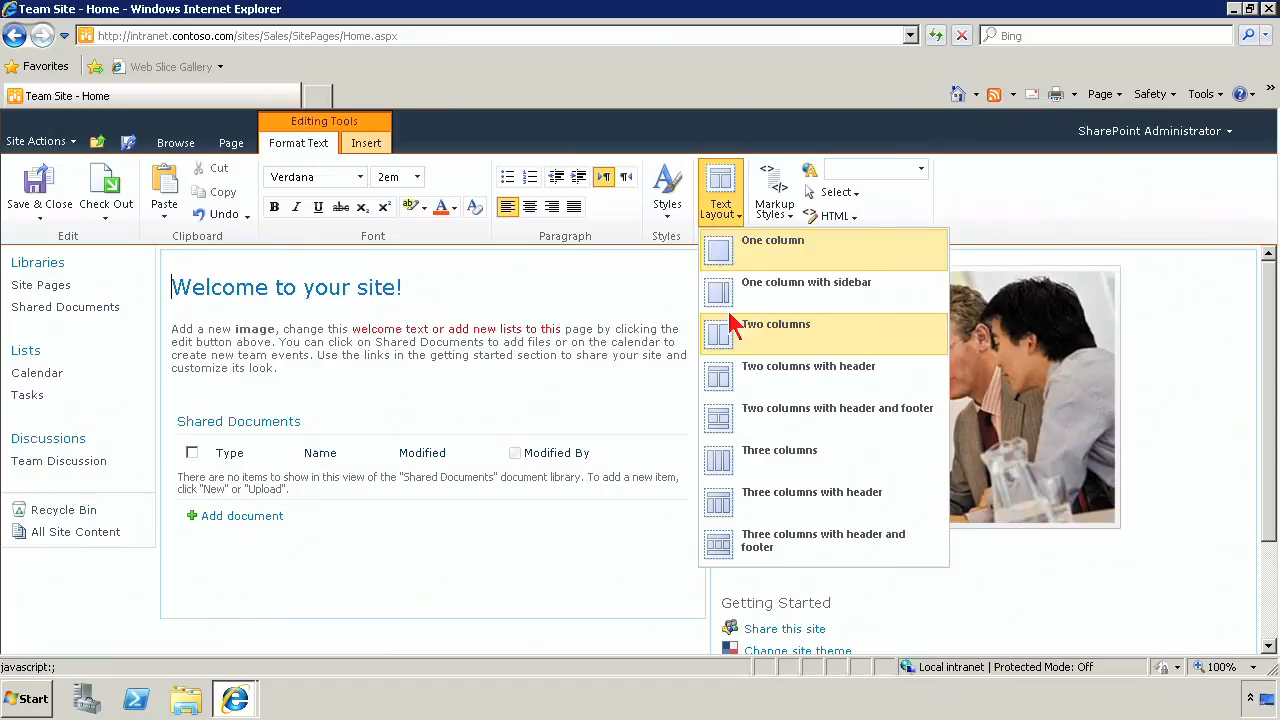 Team Site - Home - Windows Internet Explorer
http://intranet.contoso.com/sites/Sales/SitePages/Home.aspx
Bing
Favorites
Web Slice Gallery
Team Site - Home
Page
Safety
Tools
Editing Tools
Site Actions
Browse
Page
Format Text
Insert
SharePoint Administrator
Save & Close
Check Out
Paste
Cut
Copy
Undo
Verdana
2em
B I U abc x₂ x²
Styles
Text Layout
Markup Styles
Select
HTML
Edit
Clipboard
Font
Paragraph
Styles
One column
One column with sidebar
Two columns
Two columns with header
Two columns with header and footer
Three columns
Three columns with header
Three columns with header and
footer
Libraries
Site Pages
Shared Documents
Lists
Calendar
Tasks
Discussions
Team Discussion
Recycle Bin
All Site Content
Welcome to your site!
Add a new image, change this welcome text or add new lists to this page by clicking the
edit button above. You can click on Shared Documents to add files or on the calendar to
create new team events. Use the links in the getting started section to share your site and
customize its look.
Shared Documents
Type Name Modified Modified By
There are no items to show in this view of the "Shared Documents" document library. To add a new item,
click "New" or "Upload".
Add document
Getting Started
Share this site
Change site theme
javascript:;
Local intranet | Protected Mode: Off
100%
Start